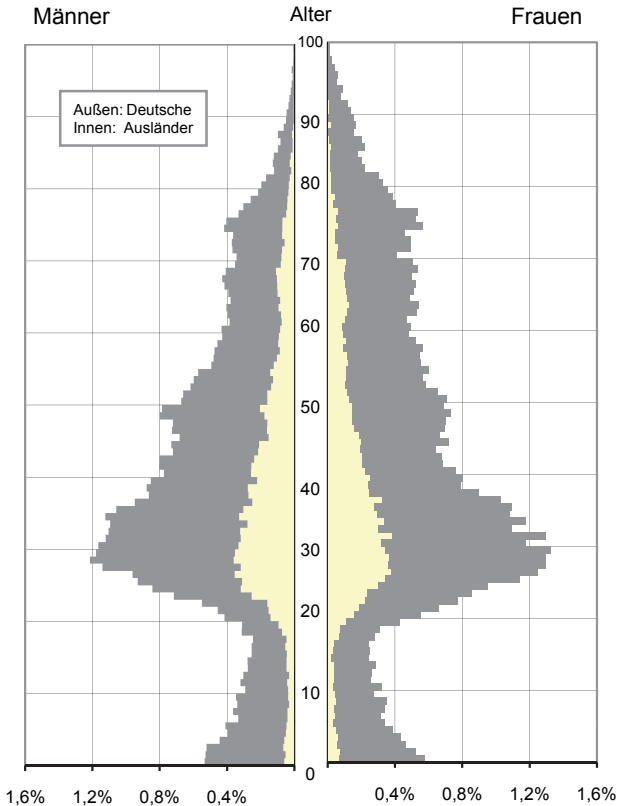 Männer Alter Frauen
100
Außen: Deutsche
Innen: Ausländer
90
80
70
60
50
40
30
20
10
0
1,6% 1,2% 0,8% 0,4% 0,4% 0,8% 1,2% 1,6%